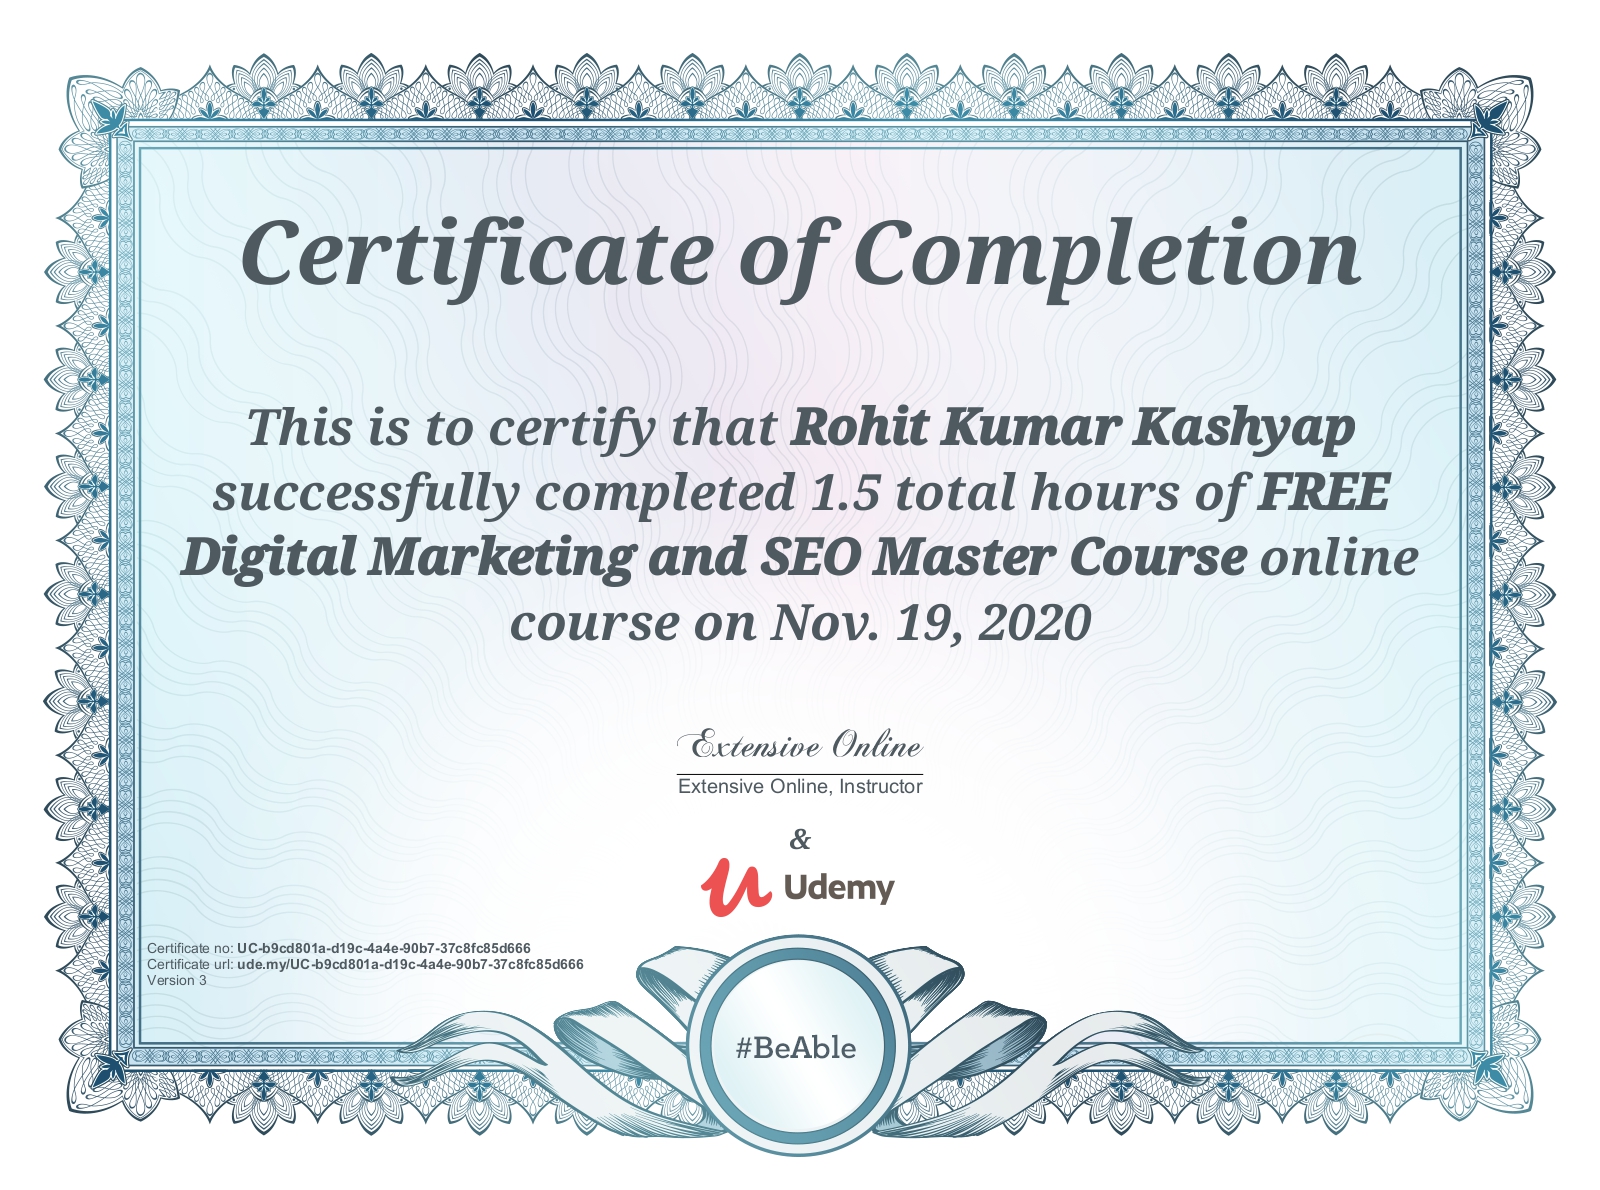 Certificate of Completion
This is to certify that Rohit Kumar Kashyap
successfully completed 1.5 total hours of FREE
Digital Marketing and SEO Master Course online
course on Nov. 19, 2020
Extensive Online
Extensive Online, Instructor
&
Udemy
Certificate no: UC-b9cd801a-d19c-4a4e-90b7-37c8fc85d666
Certificate url: ude.my/UC-b9cd801a-d19c-4a4e-90b7-37c8fc85d666
Version 3
#BeAble